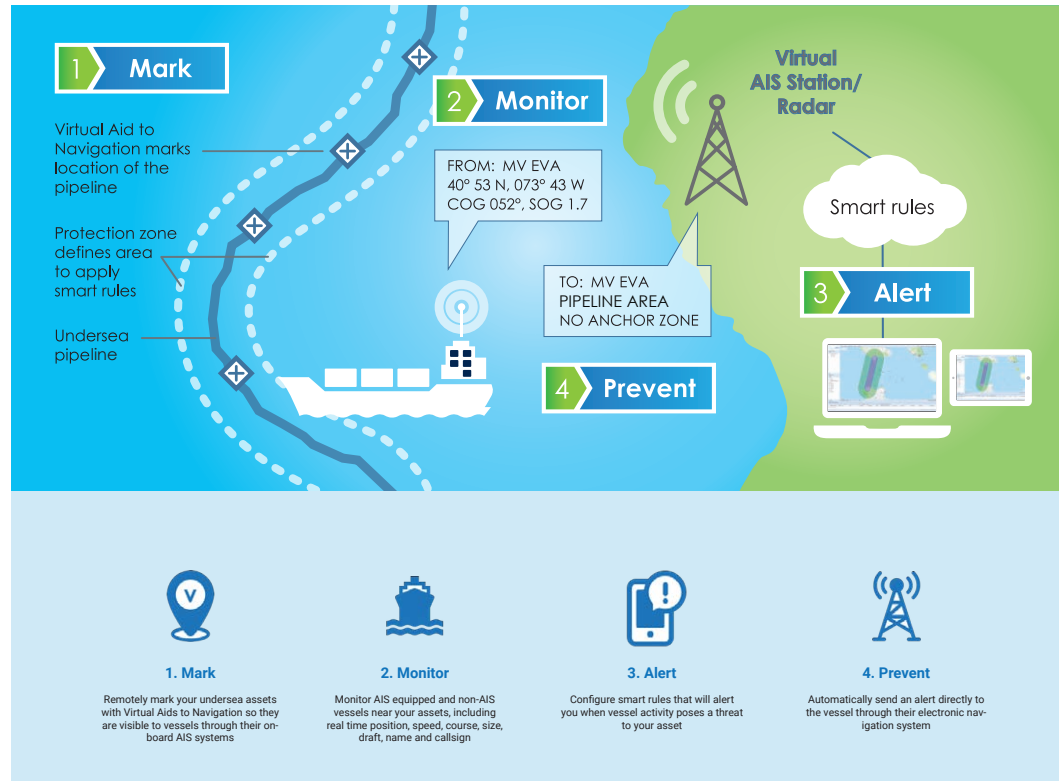 1 Mark
Virtual Aid to
Navigation marks
location of the
pipeline
Protection zone
defines area
to apply
smart rules
Undersea
pipeline
2 Monitor
FROM: MV EVA
40° 53 N, 073° 43 W
COG 052°, SOG 1.7
Virtual
AIS Station/
Radar
Smart rules
TO: MV EVA
PIPELINE AREA
NO ANCHOR ZONE
3 Alert
4 Prevent
V
1. Mark
Remotely mark your undersea assets
with Virtual Aids to Navigation so they
are visible to vessels through their on-
board AIS systems
2. Monitor
Monitor AIS equipped and non-AIS
vessels near your assets, including
real time position, speed, course, size,
draft, name and callsign
3. Alert
Configure smart rules that will alert
you when vessel activity poses a threat
to your asset
4. Prevent
Automatically send an alert directly to
the vessel through their electronic nav-
igation system